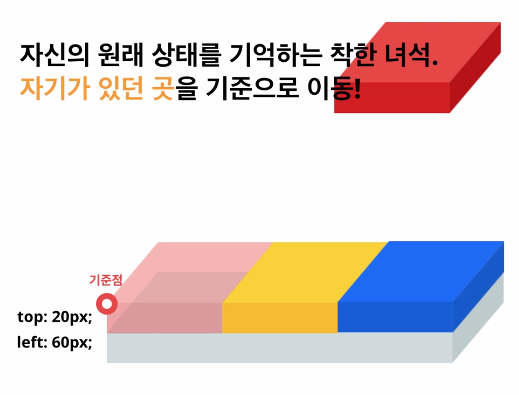 자신의 원래 상태를 기억하는 착한 녀석.
자기가 있던 곳을 기준으로 이동!
기준점
top: 20px;
left: 60px;